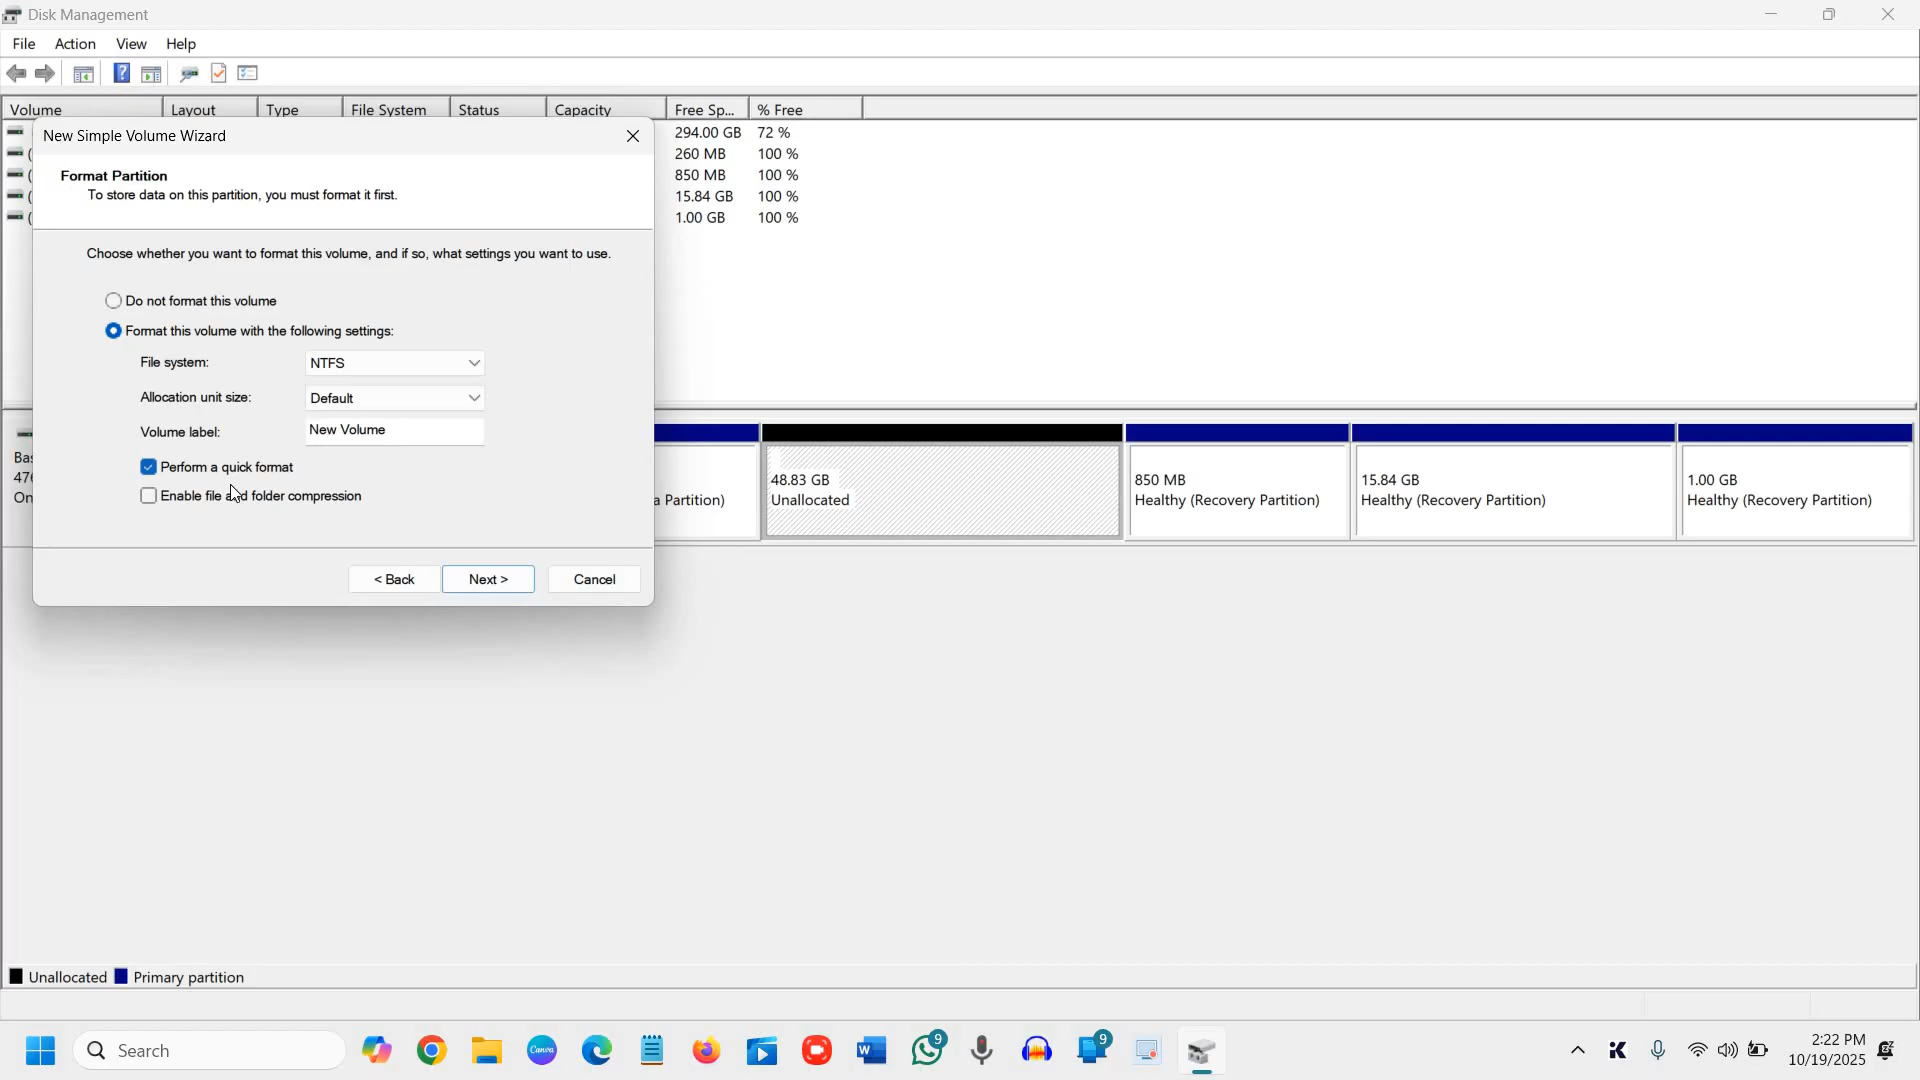 Disk Management
File Action View Help
Volume Layout Type File System Status Capacity Free Sp... % Free
New Simple Volume Wizard
294.00 GB 72 %
260 MB 100 %
850 MB 100 %
15.84 GB 100 %
1.00 GB 100 %
Format Partition
To store data on this partition, you must format it first.
Choose whether you want to format this volume, and if so, what settings you want to use.
Do not format this volume
Format this volume with the following settings:
File system: NTFS
Allocation unit size: Default
Volume label: New Volume
Perform a quick format
Enable file and folder compression
< Back Next > Cancel
Bas
476
On
a Partition)
48.83 GB
Unallocated
850 MB
Healthy (Recovery Partition)
15.84 GB
Healthy (Recovery Partition)
1.00 GB
Healthy (Recovery Partition)
Unallocated Primary partition
Search
Canva
9
9
2:22 PM
10/19/2025